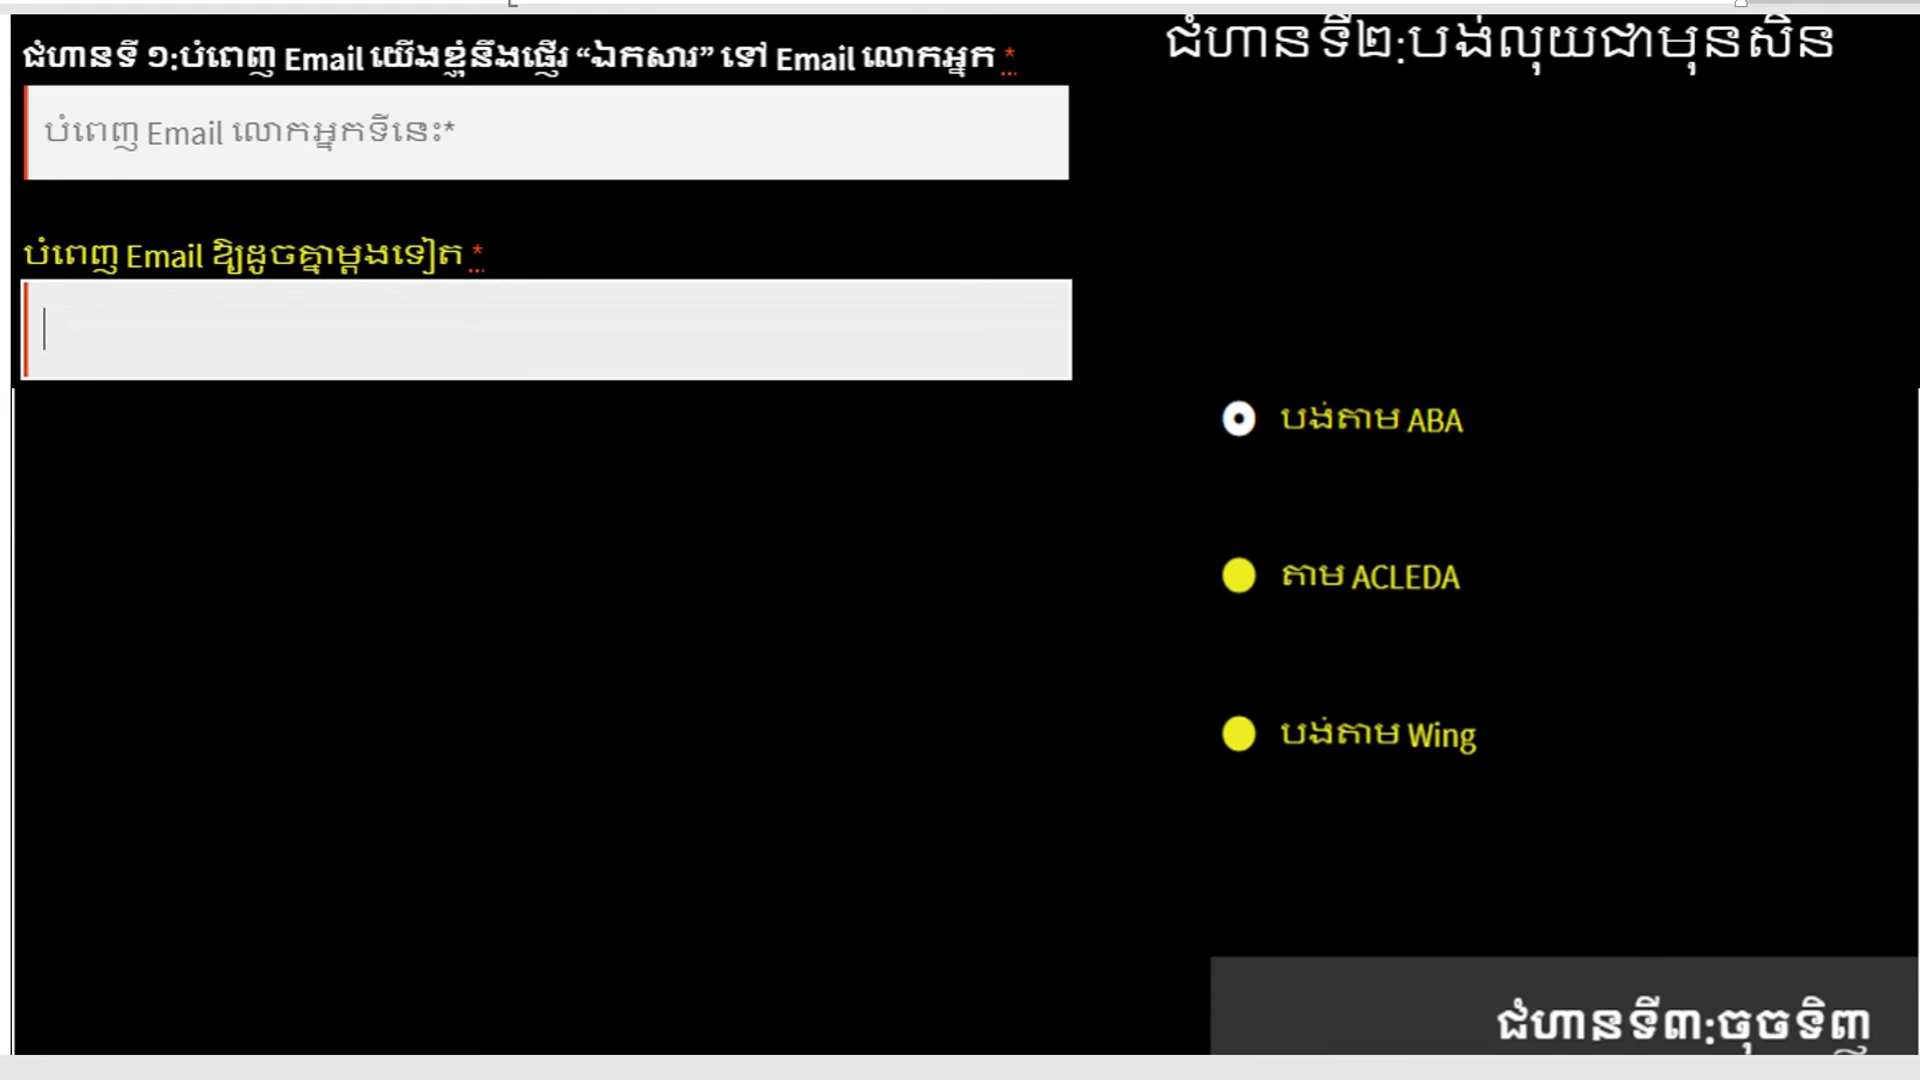 ជំហានទី ១:បំពេញ Email យើងខ្ញុំនឹងផ្ញើរ “ឯកសារ” ទៅ Email លោកអ្នក *
បំពេញ Email លោកអ្នកទីនេះ*
បំពេញ Email ឱ្យដូចគ្នាម្តងទៀត *
ជំហានទី២:បង់លុយជាមុនសិន
បង់តាម ABA
តាម ACLEDA
បង់តាម Wing
ជំហានទី៣:ចុចទិញ